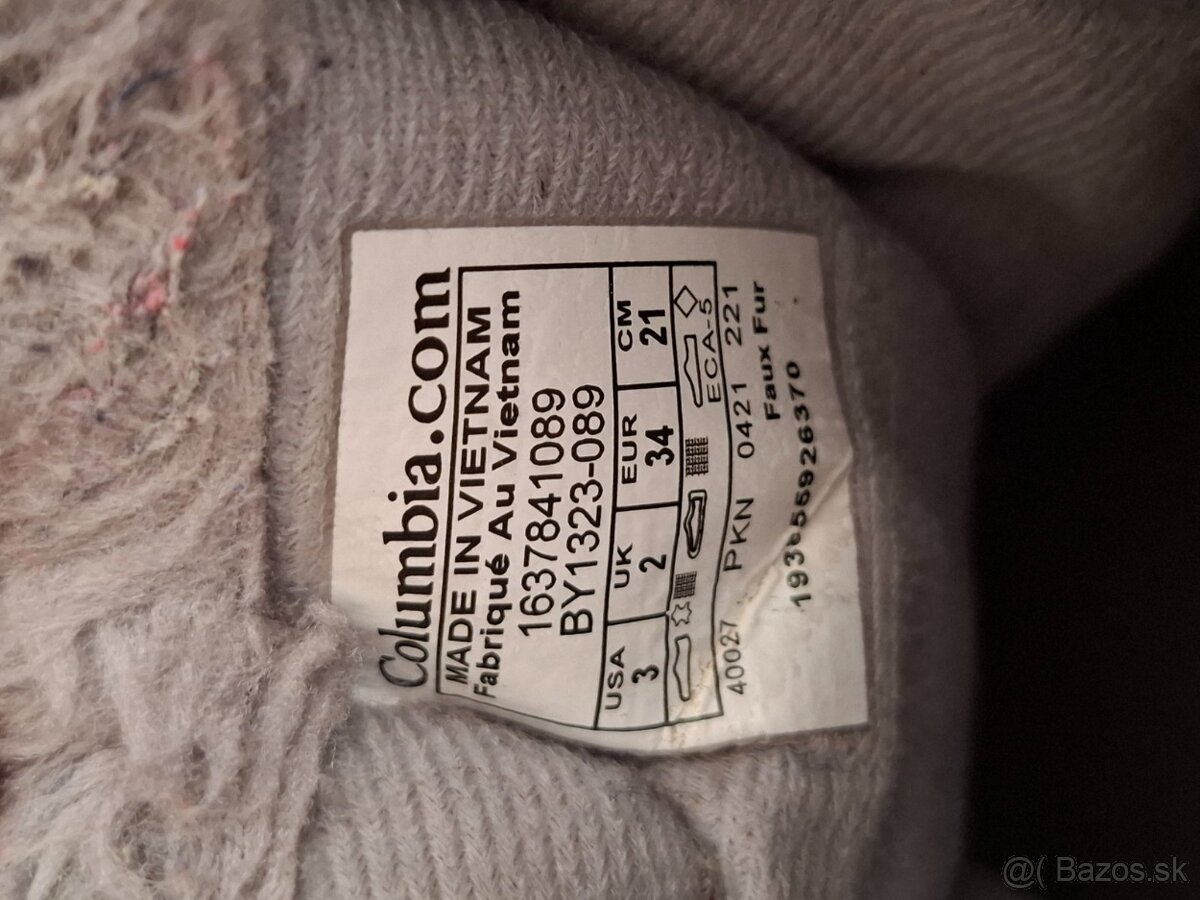 Columbia.com
MADE IN VIETNAM
Fabriqué Au Vietnam
1637841089
BY1323-089
USA UK EUR CM
3 2 34 21
ECA-5
40027 PKN 0421 221
Faux Fur
193855926370
@( Bazos.sk